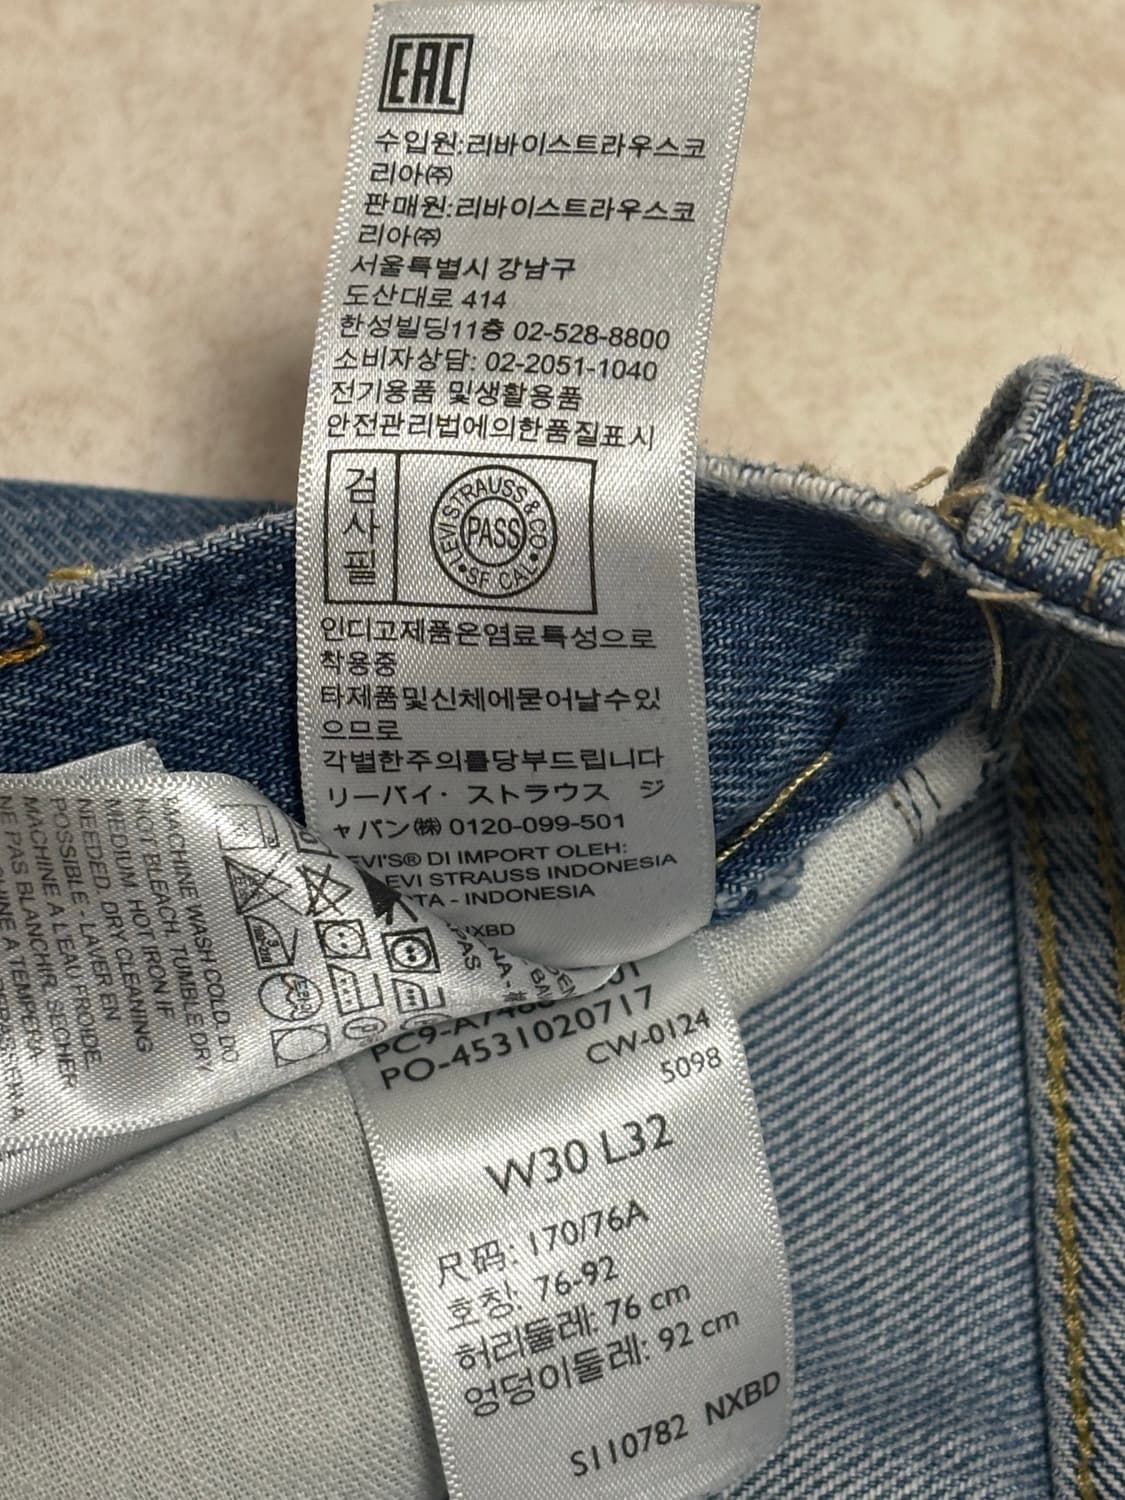 EAC
수입원:리바이스트라우스코
리아㈜
판매원:리바이스트라우스코
리아㈜
서울특별시 강남구
도산대로 414
한성빌딩11층 02-528-8800
소비자상담: 02-2051-1040
전기용품 및생활용품
안전관리법에의한품질표시
검
사
필
LEVI STRAUSS & CO
PASS
SF CAL
인디고제품은염료특성으로
착용중
타제품및신체에묻어날수있
으므로
각별한주의를당부드립니다
リーバイ・ストラウス ジ
ャパン㈱ 0120-099-501
EVI'S® DI IMPORT OLEH:
EVI STRAUSS INDONESIA
TA - INDONESIA
NXBD
MACHINE WASH COLD. DO
NOT BLEACH. TUMBLE DRY
MEDIUM. HOT IRON IF
NEEDED. DRY CLEANING
POSSIBLE - LAVER EN
MACHINE A L'EAU FROIDE.
NE PAS BLANCHIR. SECHER
PO-4531020717
CW-0124
5098
W30 L32
尺码: 170/76A
호칭: 76-92
허리둘레: 76 cm
엉덩이둘레: 92 cm
S110782 NXBD